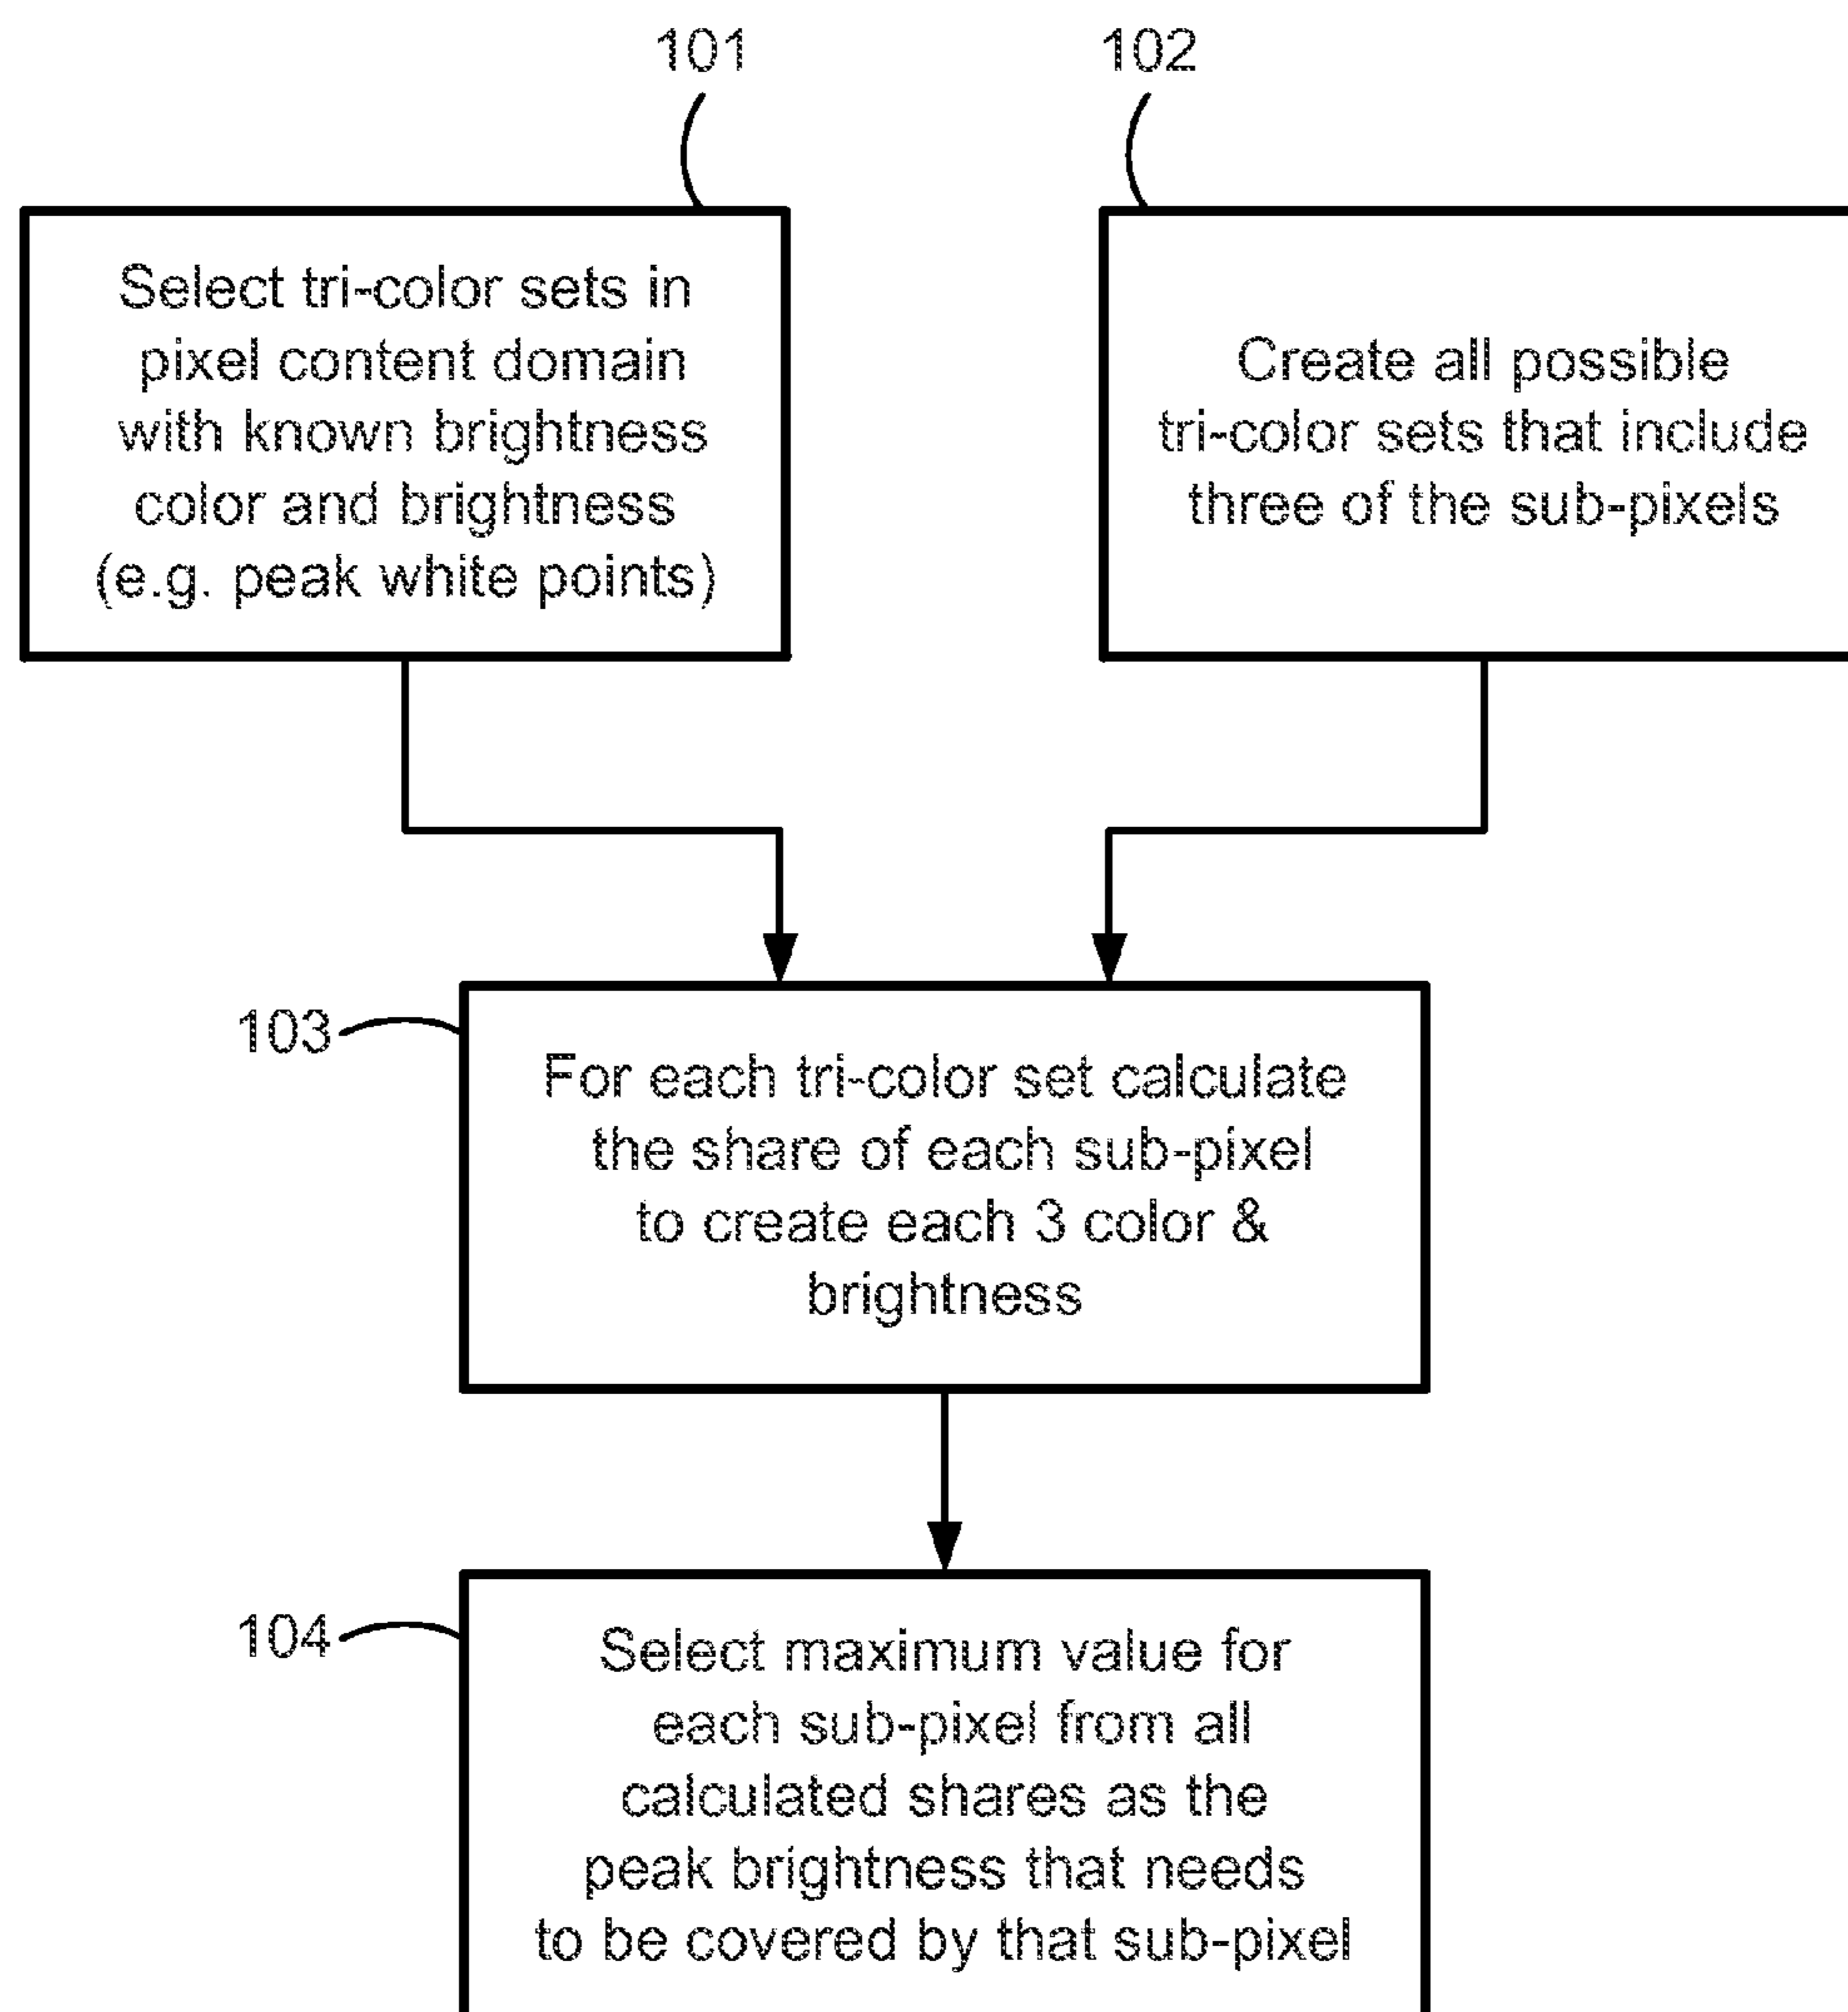 101
102
Select tri-color sets in
pixel content domain
with known brightness
color and brightness
(e.g. peak white points)
Create all possible
tri-color sets that include
three of the sub-pixels
103
For each tri-color set calculate
the share of each sub-pixel
to create each 3 color &
brightness
104
Select maximum value for
each sub-pixel from all
calculated shares as the
peak brightness that needs
to be covered by that sub-pixel